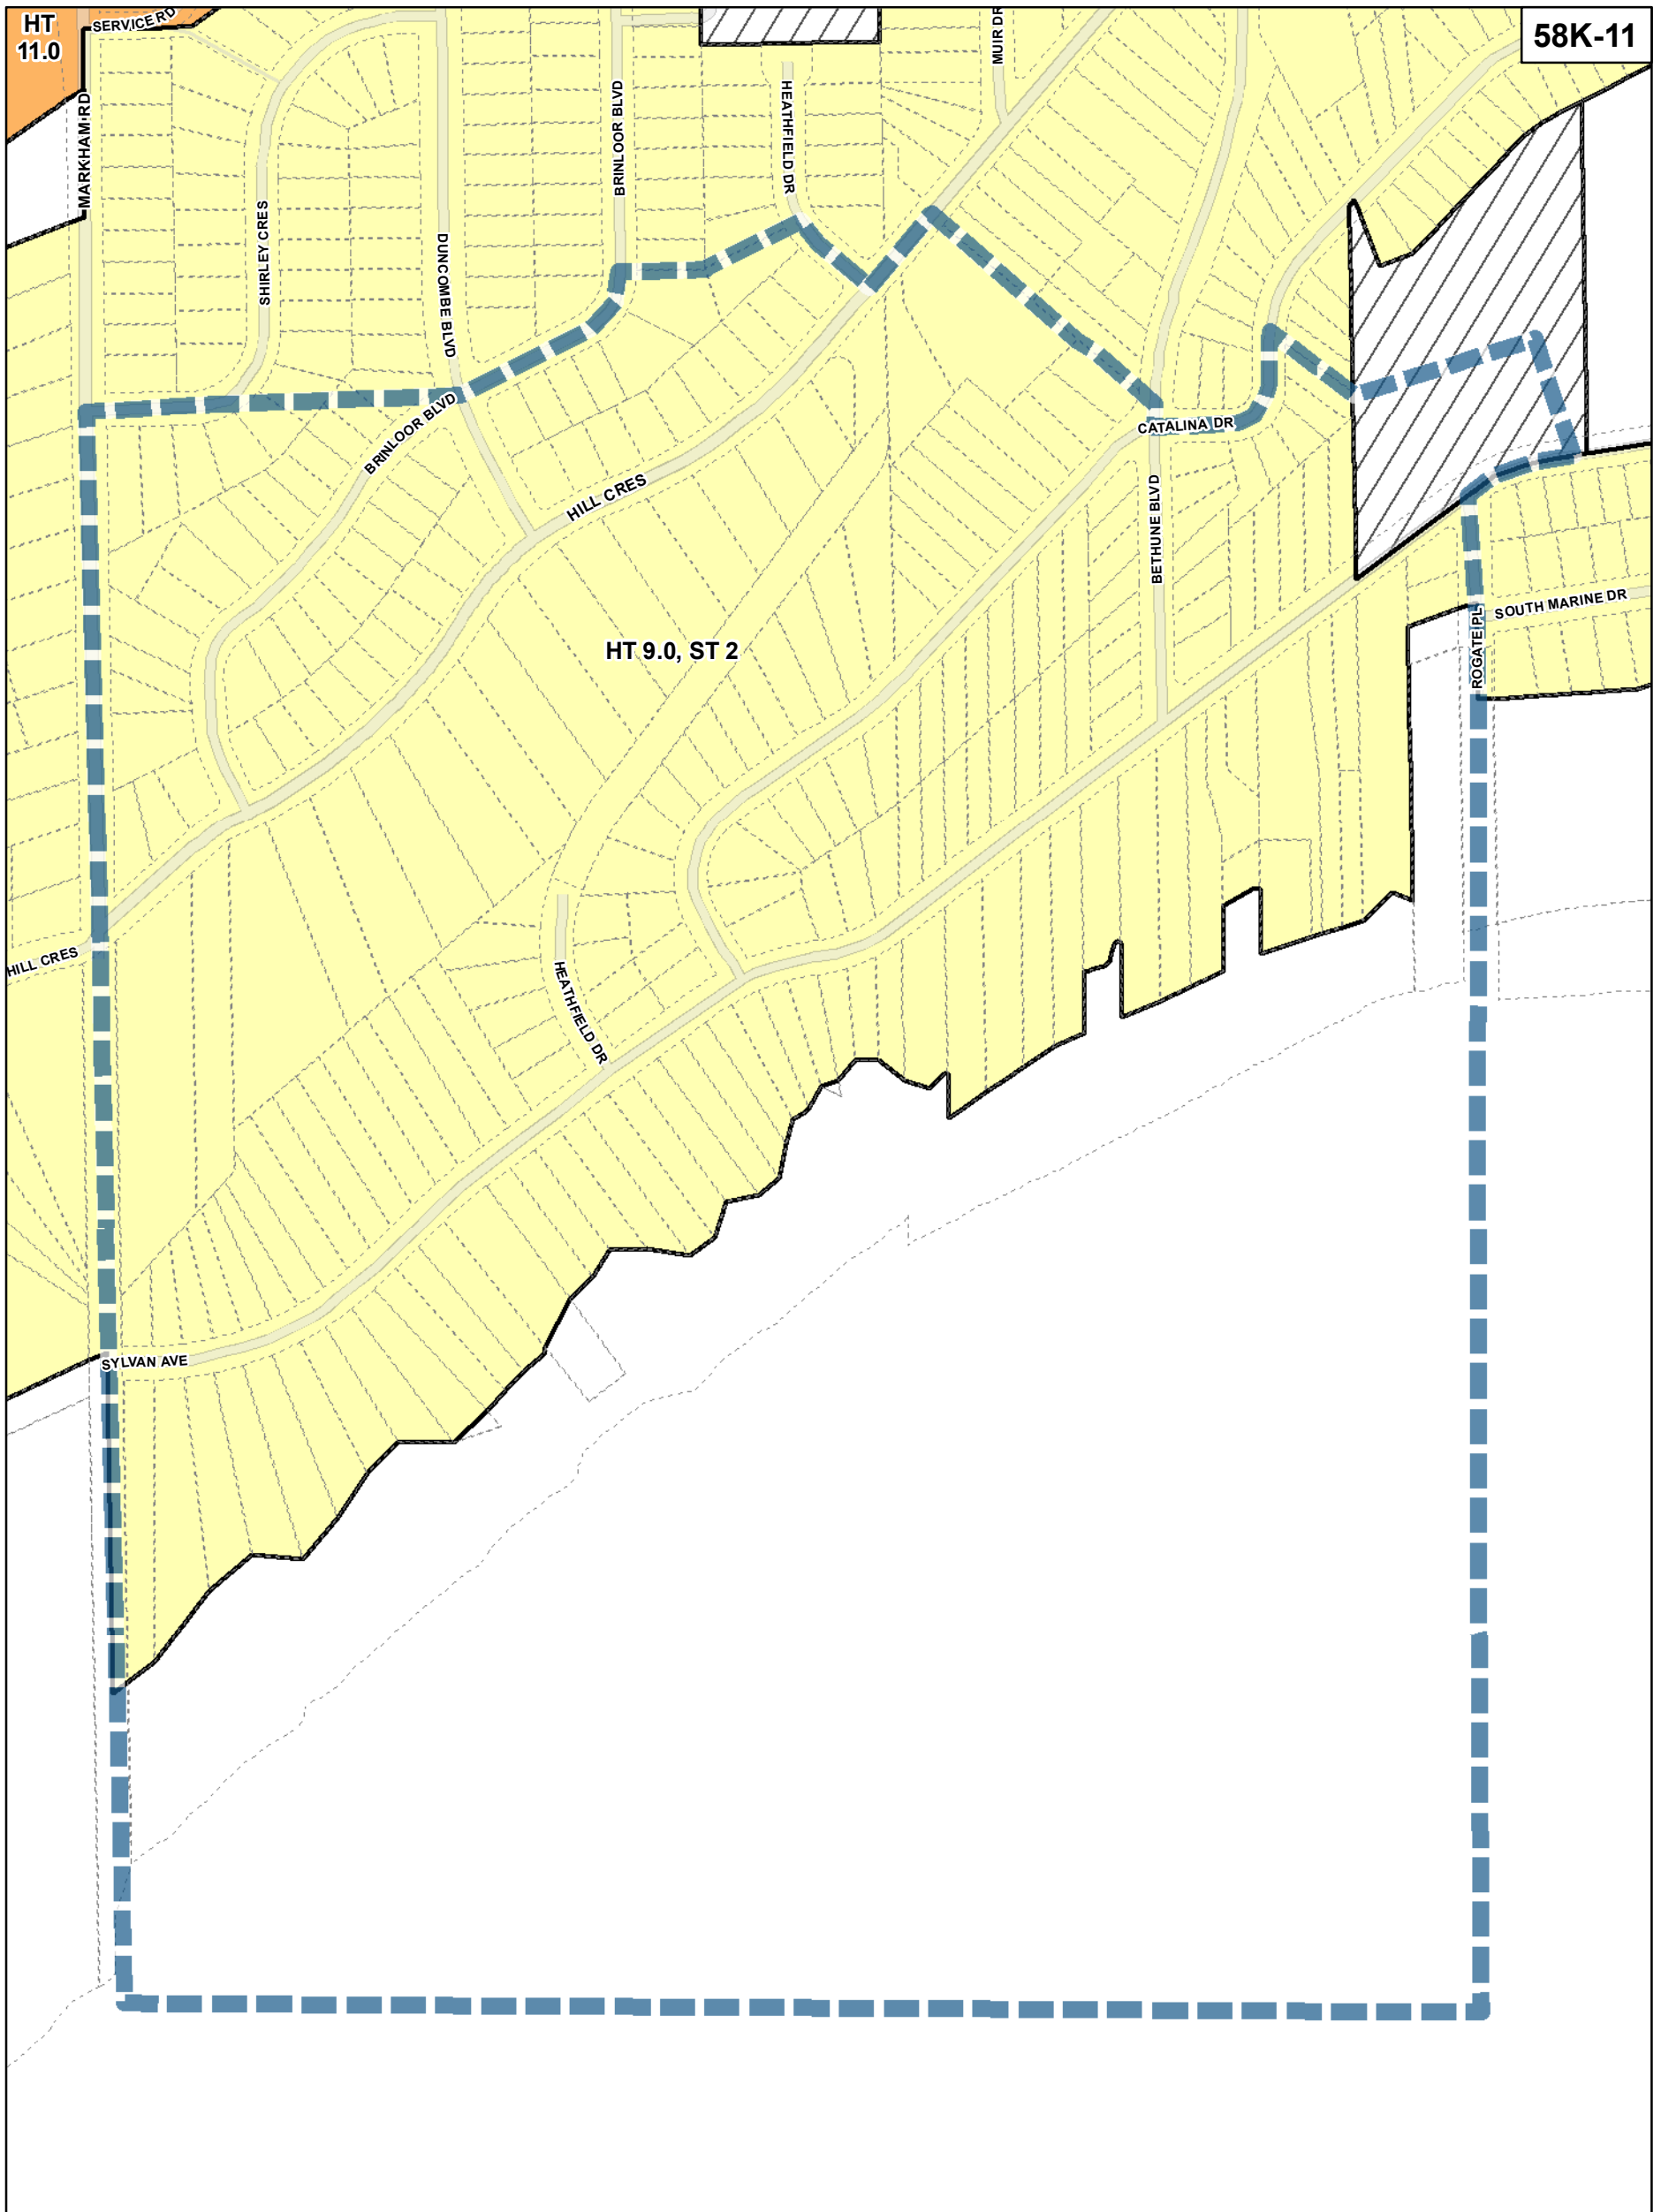 HT
11.0
SERVICE RD
58K-11
MUIR DR
MARKHAM RD
BRINLOOR BLVD
HEATHFIELD DR
SHIRLEY CRES
DUNCOMBE BLVD
BRINLOOR BLVD
CATALINA DR
HILL CRES
BETHUNE BLVD
SOUTH MARINE DR
ROGATE PL
HT 9.0, ST 2
HILL CRES
HEATHFIELD DR
SYLVAN AVE